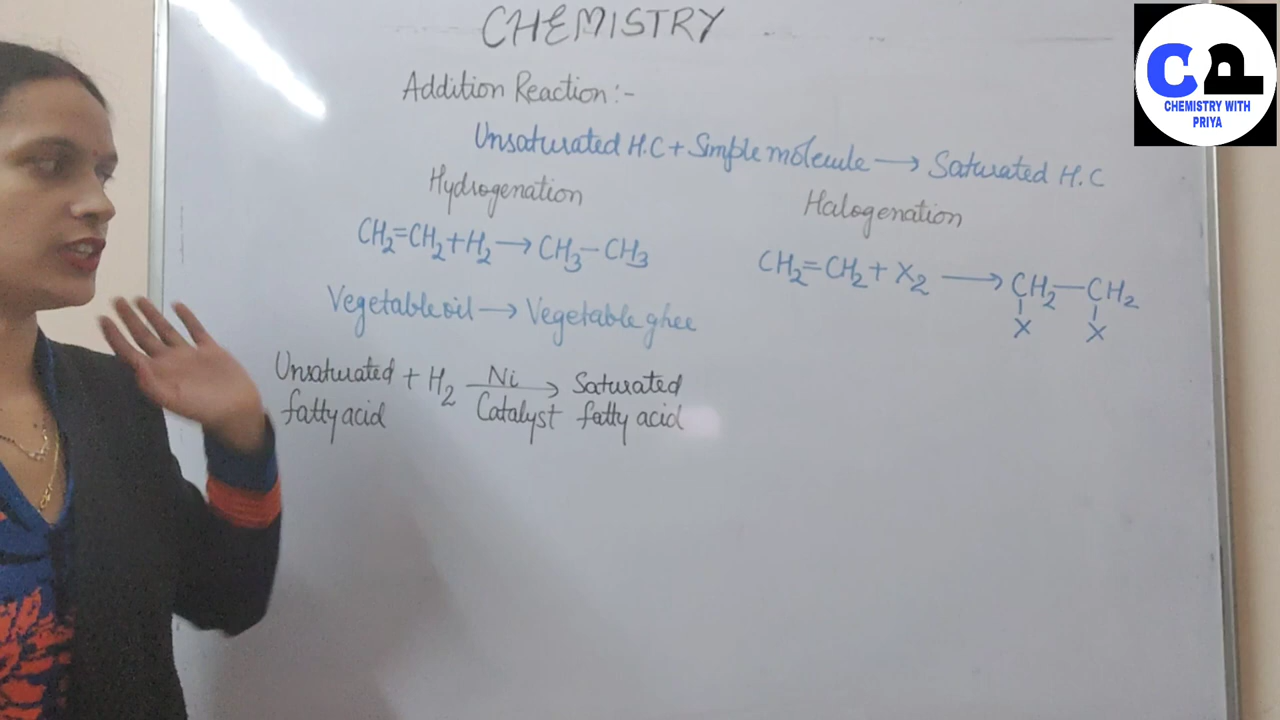 CHEMISTRY
Addition Reaction :-
Unsaturated H.C + Simple molecule → Saturated H.C
Hydrogenation
CH₂=CH₂+H₂ → CH₃-CH₃
Vegetable oil → Vegetable ghee
Unsaturated + H₂ Ni → Saturated
fatty acid Catalyst fatty acid
Halogenation
CH₂=CH₂ + X₂ → CH₂-CH₂
X X
CP
CHEMISTRY WITH
PRIYA